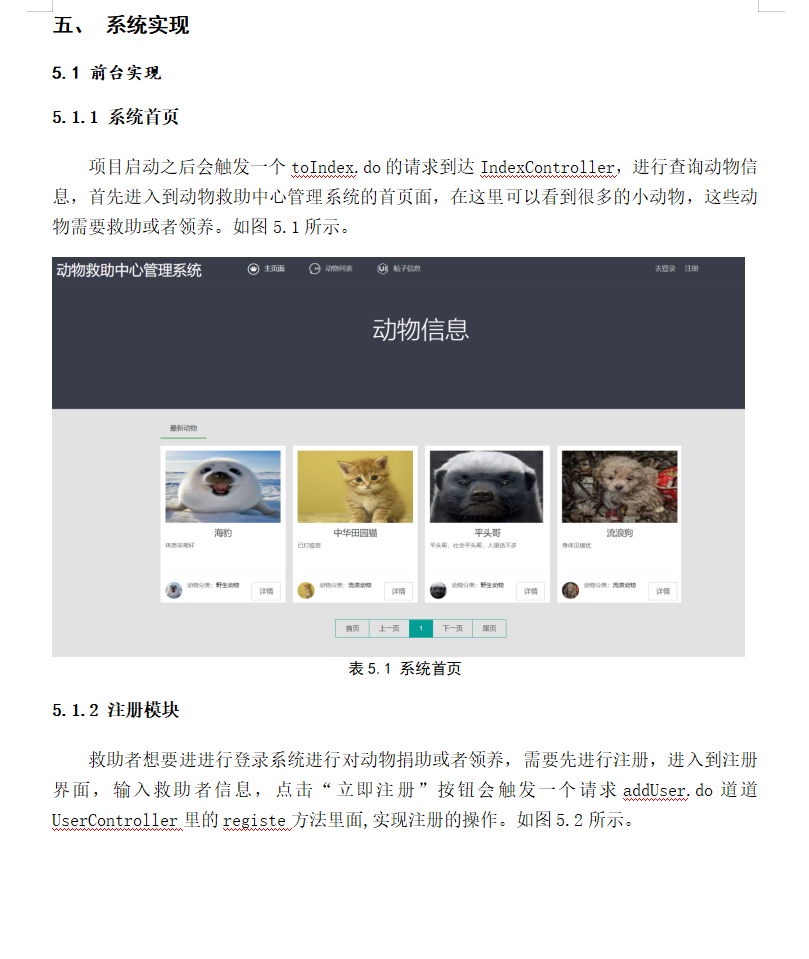 五、 系统实现
5.1 前台实现
5.1.1 系统首页
项目启动之后会触发一个 toIndex.do 的请求到达 IndexController，进行查询动物信
息，首先进入到动物救助中心管理系统的首页面，在这里可以看到很多的小动物，这些动
物需要救助或者领养。如图 5.1 所示。
动物救助中心管理系统 主页面 动物列表 帖子信息 去登录 注册
动物信息
最新动物
海豹 中华田园猫 平头哥 流浪狗
体质非常好 已打疫苗 平头哥，社会平头哥，人狠话不多 身体见堪忧
动物分类：野生动物 详情 动物分类：流浪动物 详情 动物分类：野生动物 详情 动物分类：流浪动物 详情
首页 上一页 1 下一页 尾页
表 5.1 系统首页
5.1.2 注册模块
救助者想要进进行登录系统进行对动物捐助或者领养，需要先进行注册，进入到注册
界面，输入救助者信息，点击“立即注册”按钮会触发一个请求 addUser.do 道道
UserController 里的 registe 方法里面,实现注册的操作。如图 5.2 所示。